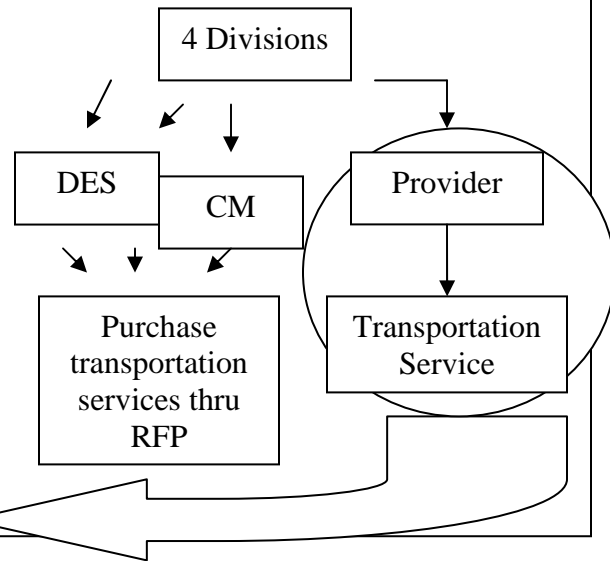 4 Divisions
DES
CM
Provider
Purchase
transportation
services thru
RFP
Transportation
Service